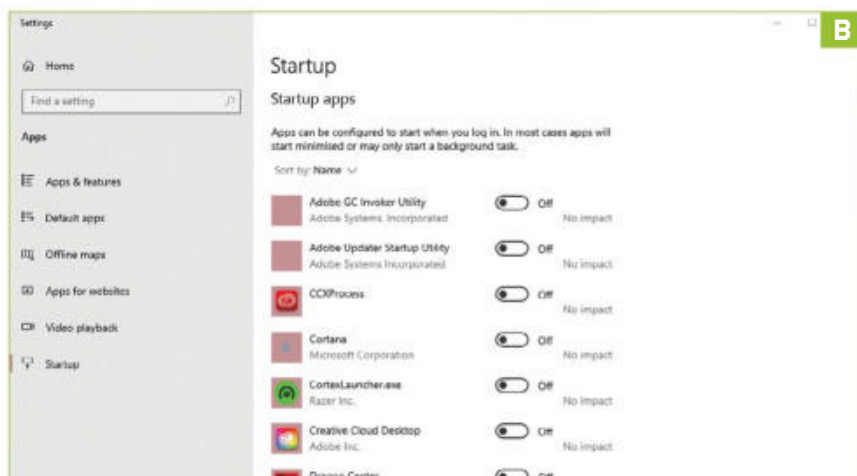 Settings
B
Home
Find a setting
Apps
Apps & features
Default apps
Offline maps
Apps for websites
Video playback
Startup
Startup
Startup apps
Apps can be configured to start when you log in. In most cases apps will
start minimised or may only start a background task.
Sort by: Name
Adobe GC Invoker Utility
Off
Adobe Systems, Incorporated
No impact
Adobe Updater Startup Utility
Off
Adobe Systems Incorporated
No impact
CCXProcess
Off
No impact
Cortana
Off
Microsoft Corporation
No impact
CortexLauncher.exe
Off
Razer Inc.
No impact
Creative Cloud Desktop
Off
Adobe Inc.
No impact
Dragon Center
Off